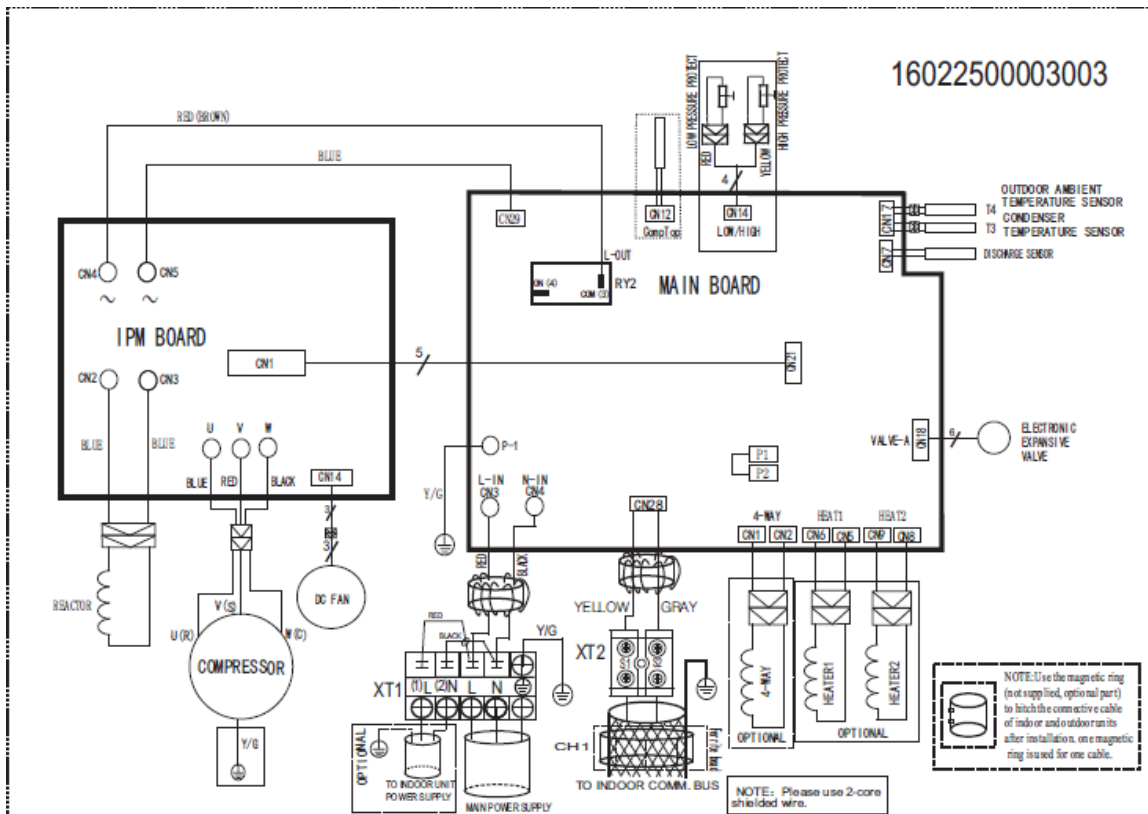 16022500003003
LOW PRESSURE PROTECT
HIGH PRESSURE PROTECT
RED
YELLOW
4
RED(BROWN)
BLUE
CN29
CN12
CompTop
CN14
LOW/HIGH
CN17
T4
OUTDOOR AMBIENT
TEMPERATURE SENSOR
T3
CONDENSER
TEMPERATURE SENSOR
CN7
DISCHARGE SENSOR
CN4
CN5
~
~
IPM BOARD
L-OUT
COM (3)
RY2
MAIN BOARD
CN1
5
CN21
CN2
CN3
BLUE
BLUE
U
V
W
BLUE
RED
BLACK
CN14
3
3
P-1
Y/G
L-IN
CN3
N-IN
CN4
P1
P2
VALVE-A
CN18
6
ELECTRONIC
EXPANSIVE
VALVE
CN28
4-WAY
HEAT1
HEAT2
CN1
CN2
CN6
CN5
CN9
CN8
RED
BLACK
REACTOR
DC FAN
V(S)
U(R)
W(C)
COMPRESSOR
Y/G
RED
BLACK
Y/G
XT1
(1)L
(2)N
L
N
OPTIONAL
TO INDOOR UNIT
POWER SUPPLY
MAIN POWER SUPPLY
YELLOW
GRAY
XT2
S1
CH1
TO INDOOR COMM. BUS
4-WAY
HEATER1
HEATER2
OPTIONAL
OPTIONAL
NOTE: Please use 2-core
shielded wire.
NOTE:Use the magnetic ring
(not supplied, optional part)
to hitch the connective cable
of indoor and outdoor units
after installation. one magnetic
ring is used for one cable.